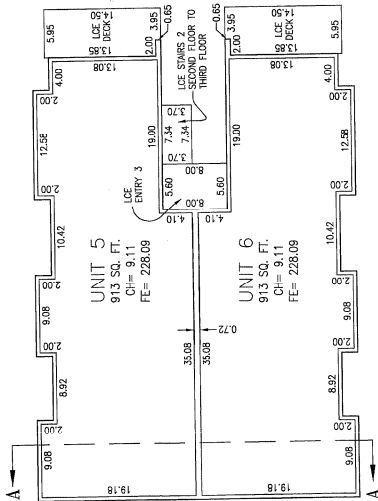 14.50
5.95
LCE
DECK
3.95
0.65
13.85
2.00
4.00
13.08
2.00
12.58
2.00
19.00
3.70
7.34
3.70
LCE STAIRS 2
SECOND FLOOR TO
THIRD FLOOR
5.60
8.00
LCE
ENTRY 3
8.00
5.60
4.10
4.10
10.42
UNIT 5
913 SQ. FT.
CH= 9.11
FE= 228.09
2.00
9.08
2.00
8.92
2.00
9.08
35.08
0.72
35.08
19.18
A
14.50
5.95
LCE
DECK
3.95
13.85
2.00
4.00
13.08
2.00
12.58
2.00
19.00
10.42
UNIT 6
913 SQ. FT.
CH= 9.11
FE= 228.09
2.00
9.08
2.00
8.92
2.00
9.08
19.18
A